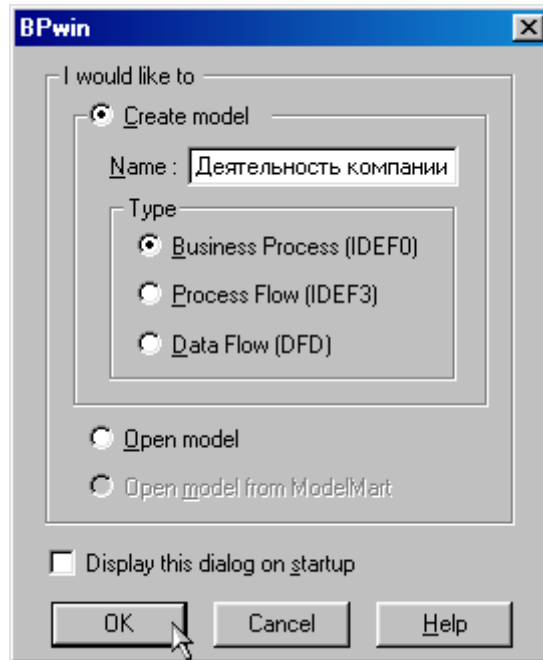 BPwin
I would like to
Create model
Name : Деятельность компании
Type
Business Process (IDEF0)
Process Flow (IDEF3)
Data Flow (DFD)
Open model
Open model from ModelMart
Display this dialog on startup
OK Cancel Help